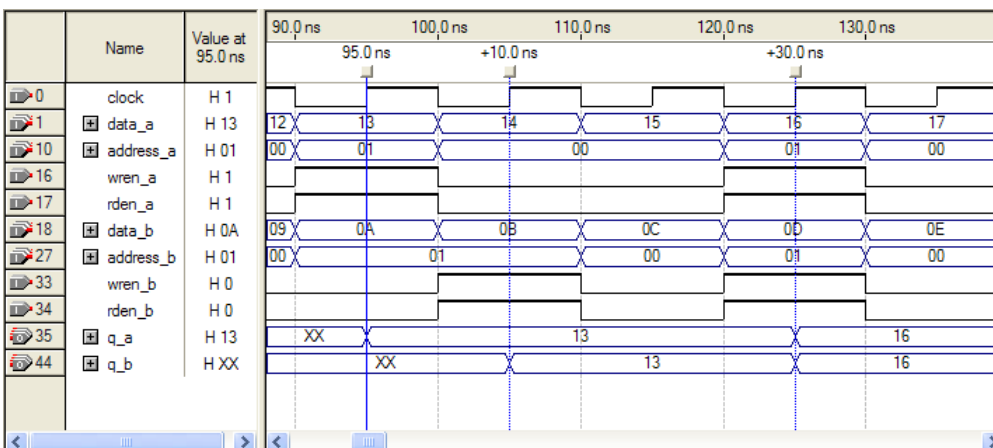 Name Value at 95.0 ns 90.0 ns 100.0 ns 110.0 ns 120.0 ns 130.0 ns
95.0 ns +10.0 ns +30.0 ns
0 clock H 1
1 data_a H 13 12 13 14 15 16 17
10 address_a H 01 00 01 00 01 00
16 wren_a H 1
17 rden_a H 1
18 data_b H 0A 09 0A 0B 0C 0D 0E
27 address_b H 01 00 01 00 01 00
33 wren_b H 0
34 rden_b H 0
35 q_a H 13 XX 13 16
44 q_b H XX XX 13 16